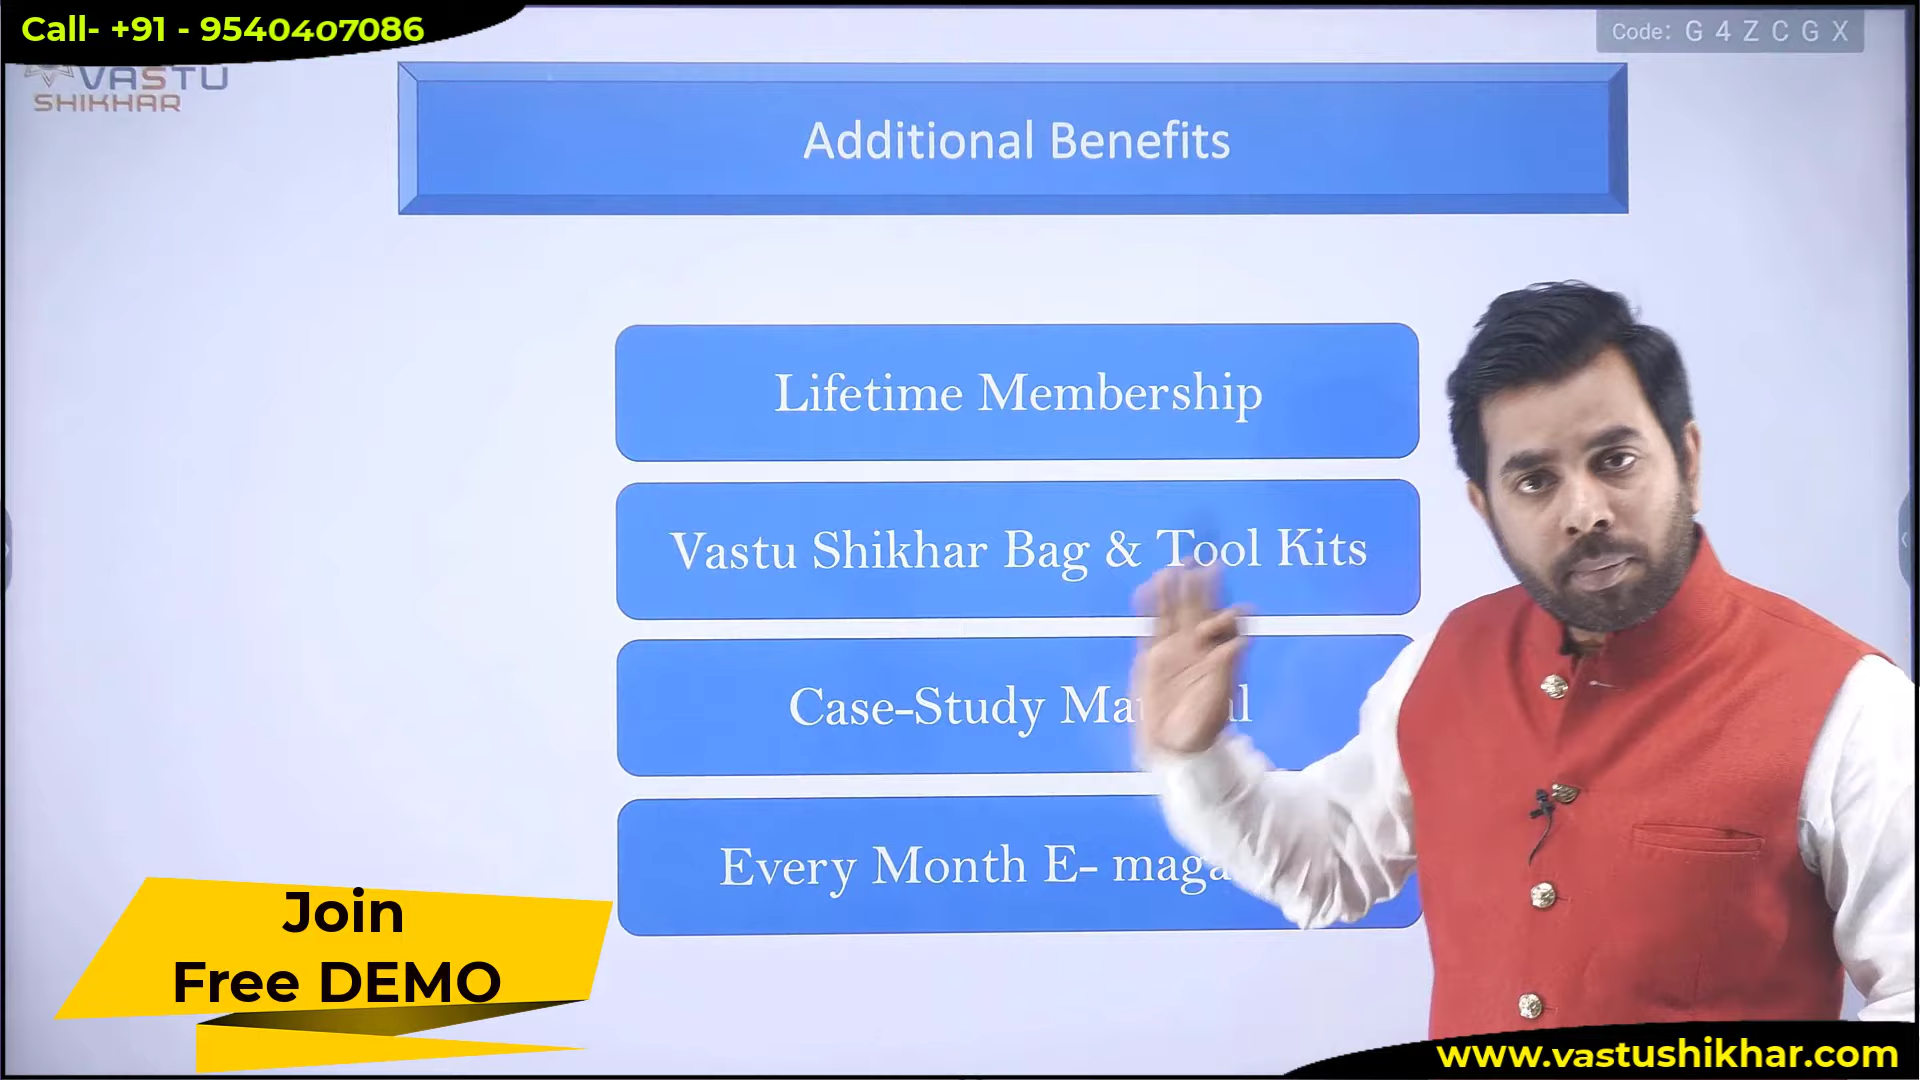 Call- +91 - 9540407086
Code: G 4 Z C G X
VASTU
SHIKHAR
Additional Benefits
Lifetime Membership
Vastu Shikhar Bag & Tool Kits
Case-Study
Every Month E-
Join
Free DEMO
www.vastushikhar.com